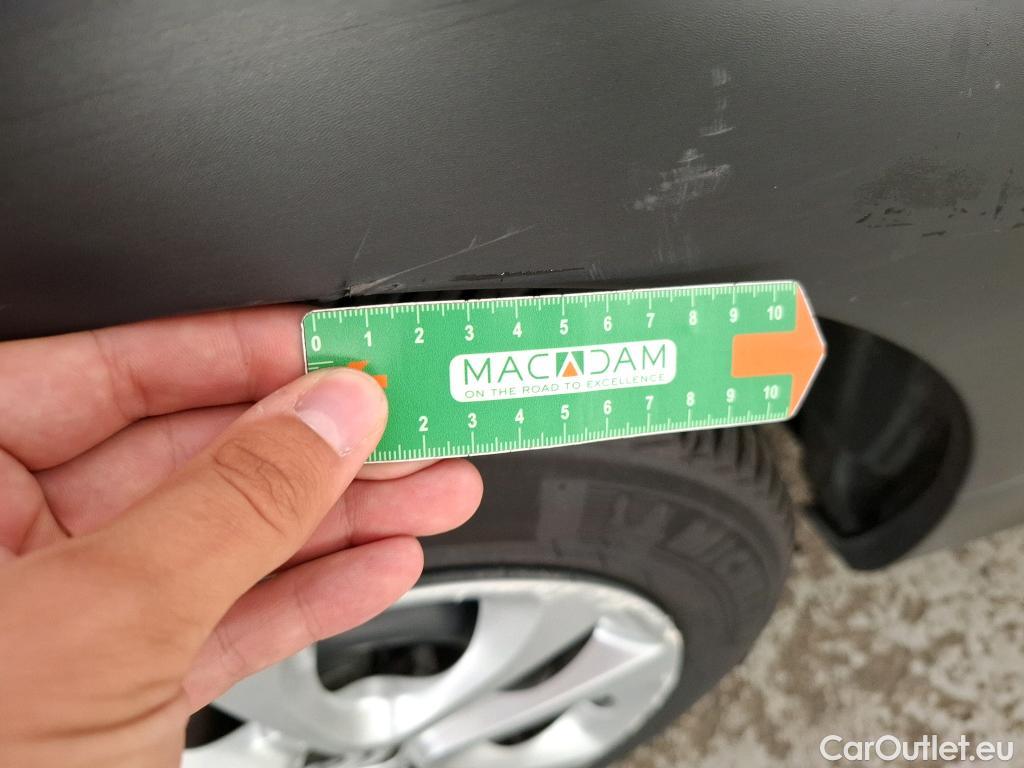 0 1 2 3 4 5 6 7 8 9 10
MACADAM
ON THE ROAD TO EXCELLENCE
2 3 4 5 6 7 8 9 10
CarOutlet.eu